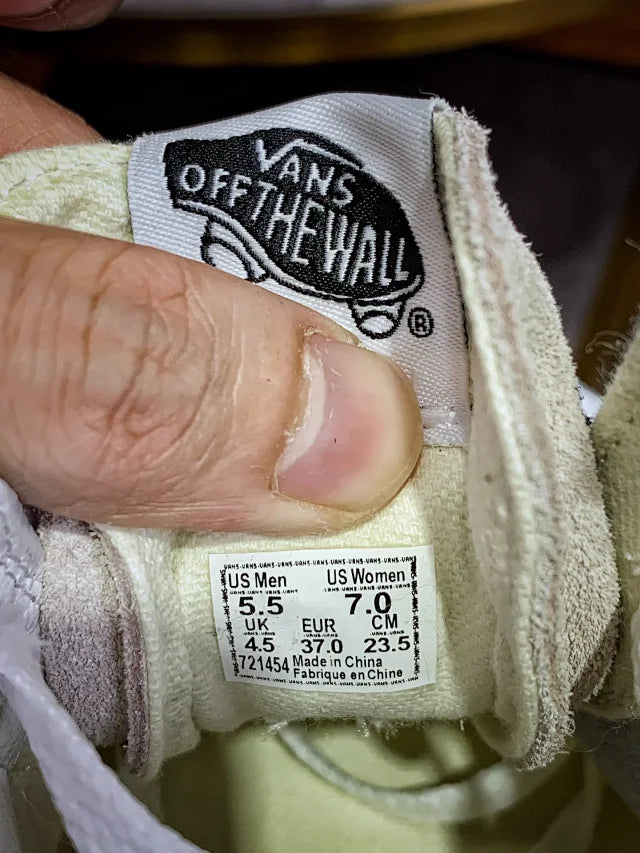 VANS
OFF THE WALL
®
US Men US Women
5.5 7.0
UK EUR CM
4.5 37.0 23.5
721454 Made in China
Fabrique en Chine